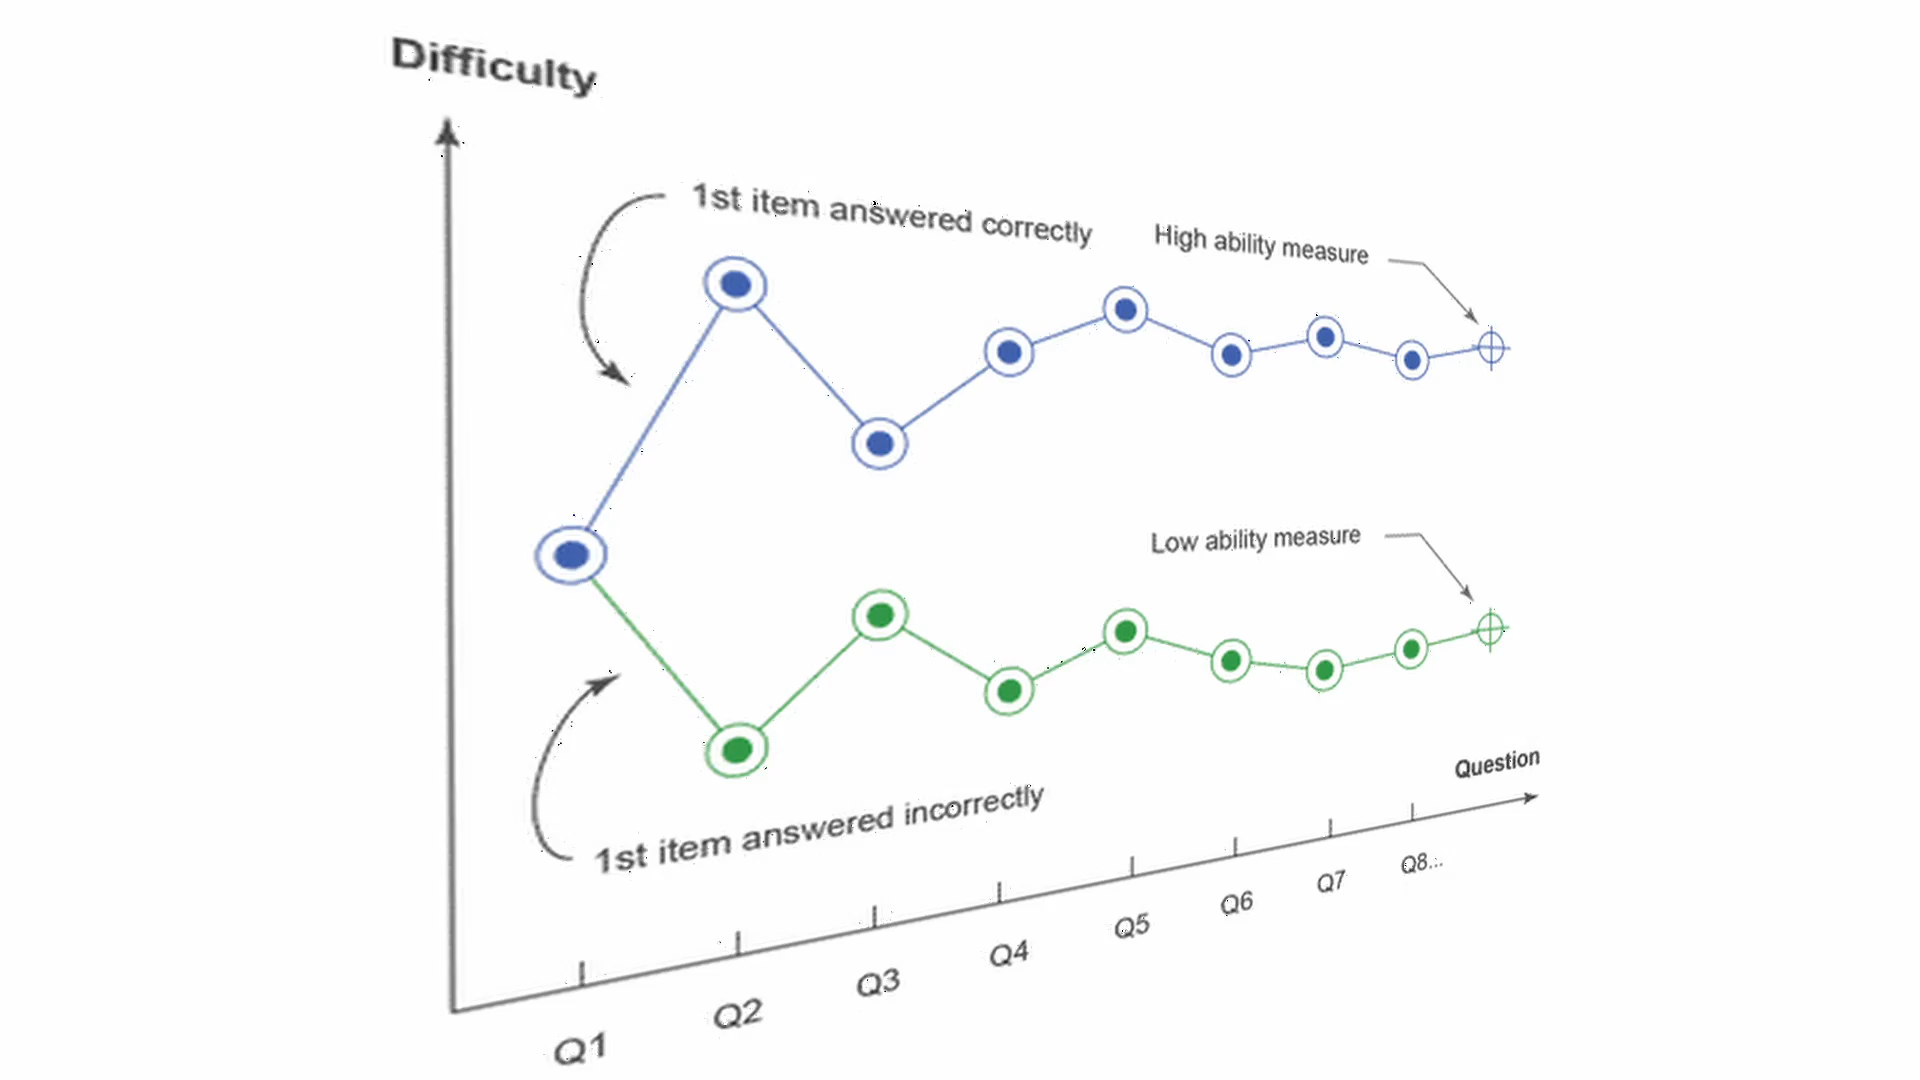 Difficulty
1st item answered correctly
High ability measure
Low ability measure
1st item answered incorrectly
Question
Q1
Q2
Q3
Q4
Q5
Q6
Q7
Q8...